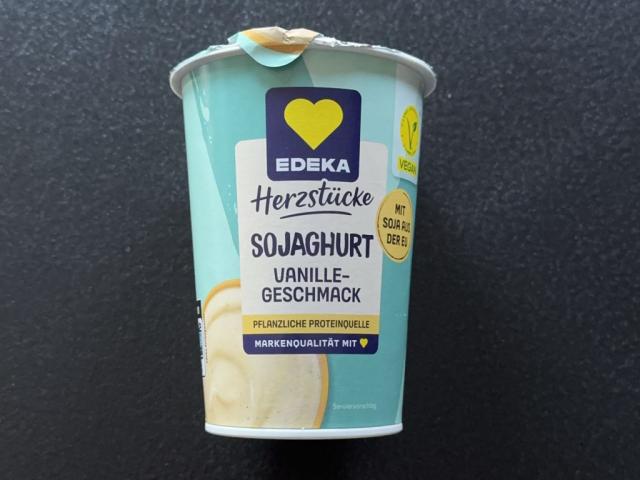 EDEKA
Herzstücke
SOJAGHURT
VANILLE-
GESCHMACK
PFLANZLICHE PROTEINQUELLE
MARKENQUALITÄT MIT
VEGAN
MIT
SOJA AUS
DER EU
Serviervorschlag